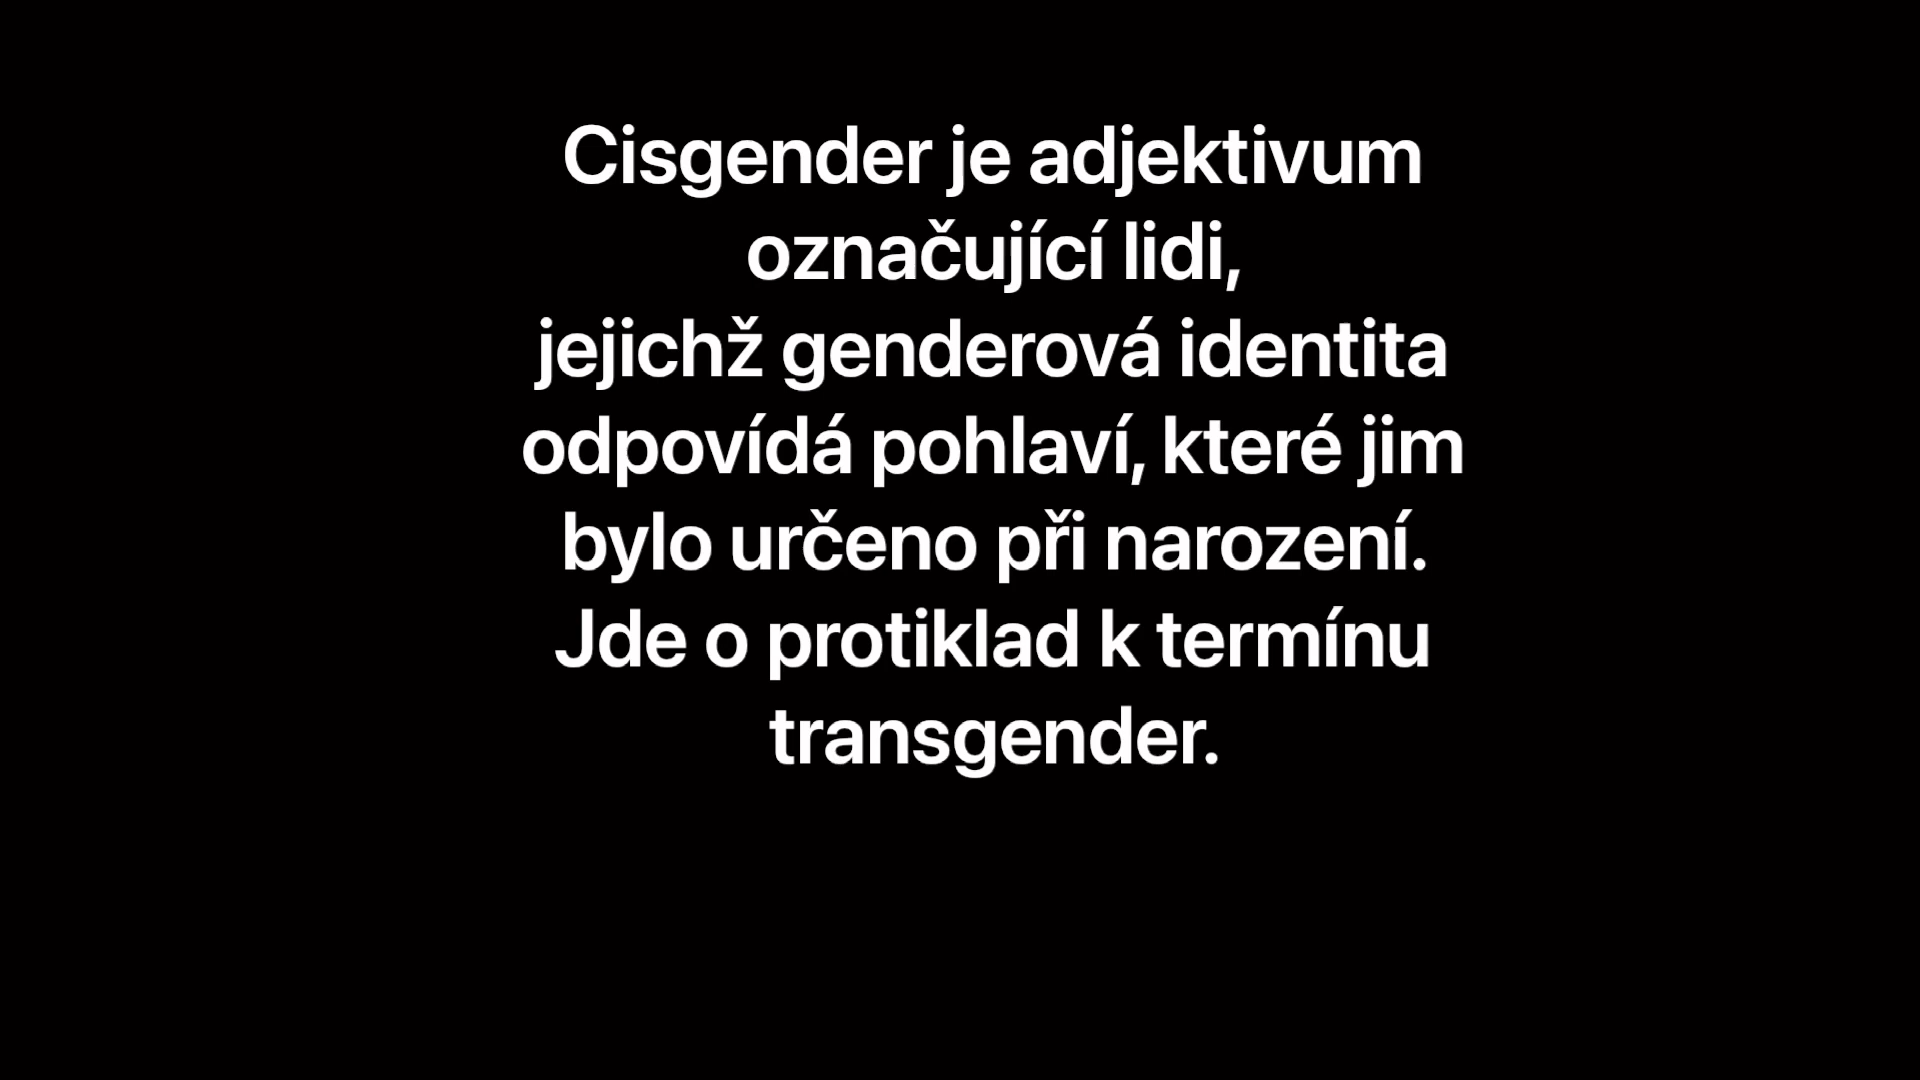 Cisgender je adjektivum
označující lidi,
jejichž genderová identita
odpovídá pohlaví, které jim
bylo určeno při narození.
Jde o protiklad k termínu
transgender.